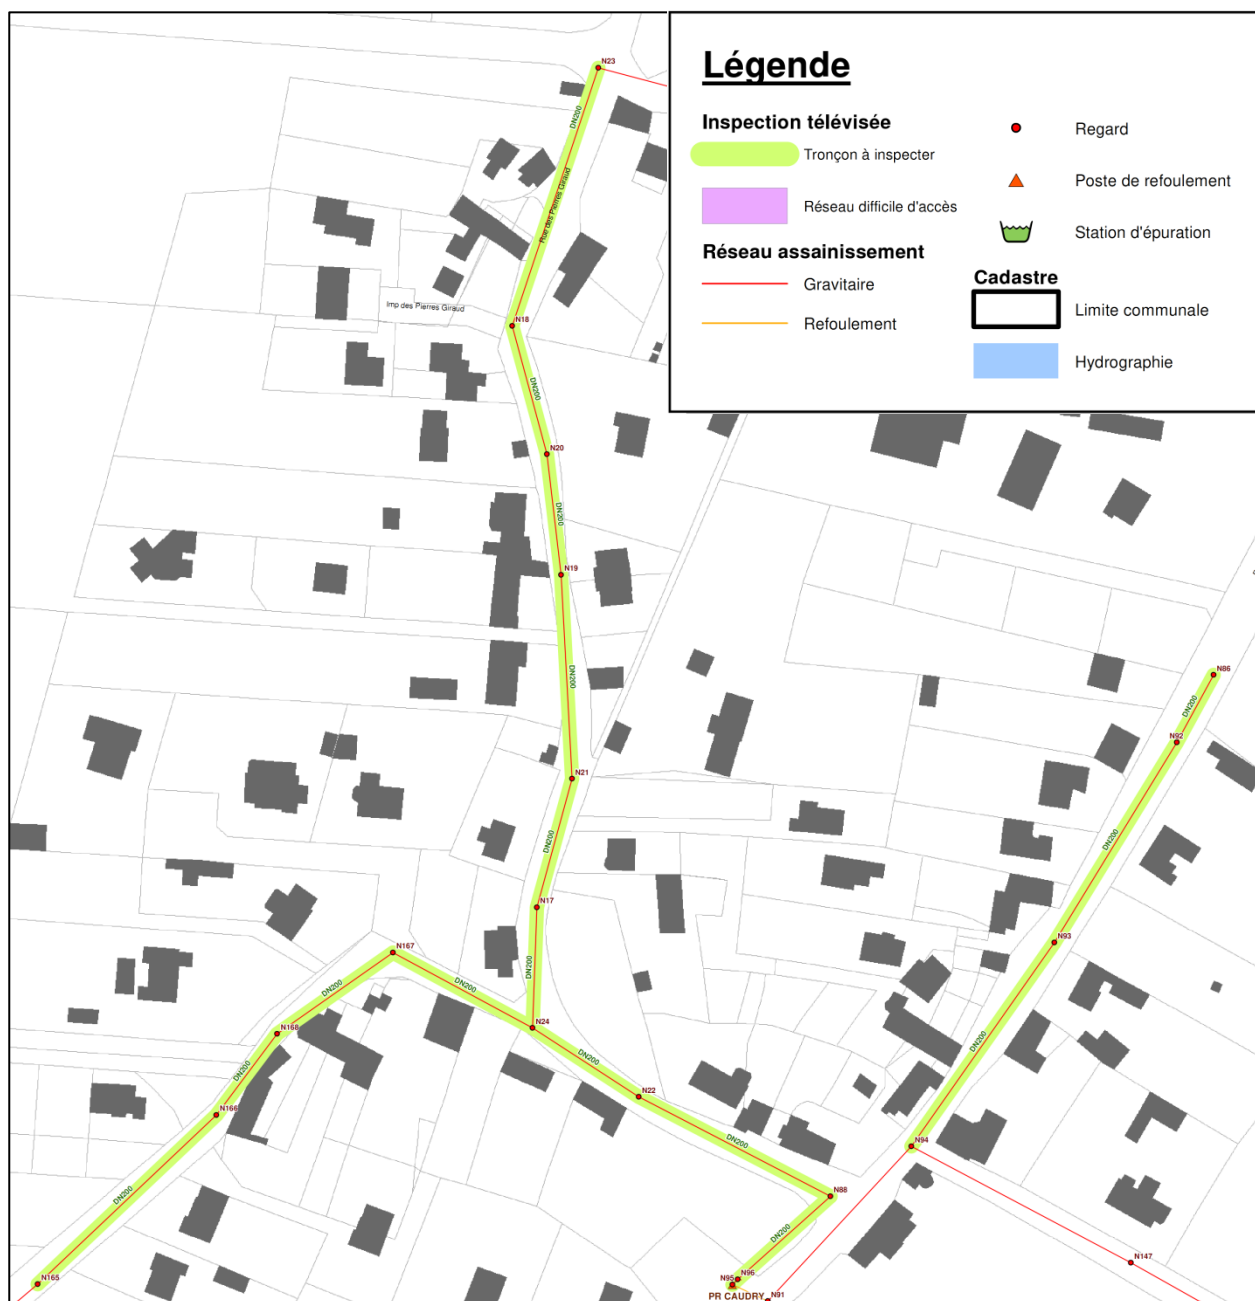 Légende
Inspection télévisée
Tronçon à inspecter
Réseau difficile d'accès
Réseau assainissement
Gravitaire
Refoulement
Regard
Poste de refoulement
Station d'épuration
Cadastre
Limite communale
Hydrographie
N23
DN200
Rue des Pierres Giraud
Imp des Pierres Giraud
N18
DN200
N20
DN200
N19
DN200
N21
DN200
N17
DN200
N24
N167
DN200
DN200
N168
DN200
N166
DN200
N165
DN200
N22
DN200
N88
DN200
N96
N95
PR CAUDRY
N91
N86
DN200
N92
DN200
N93
DN200
N94
N147